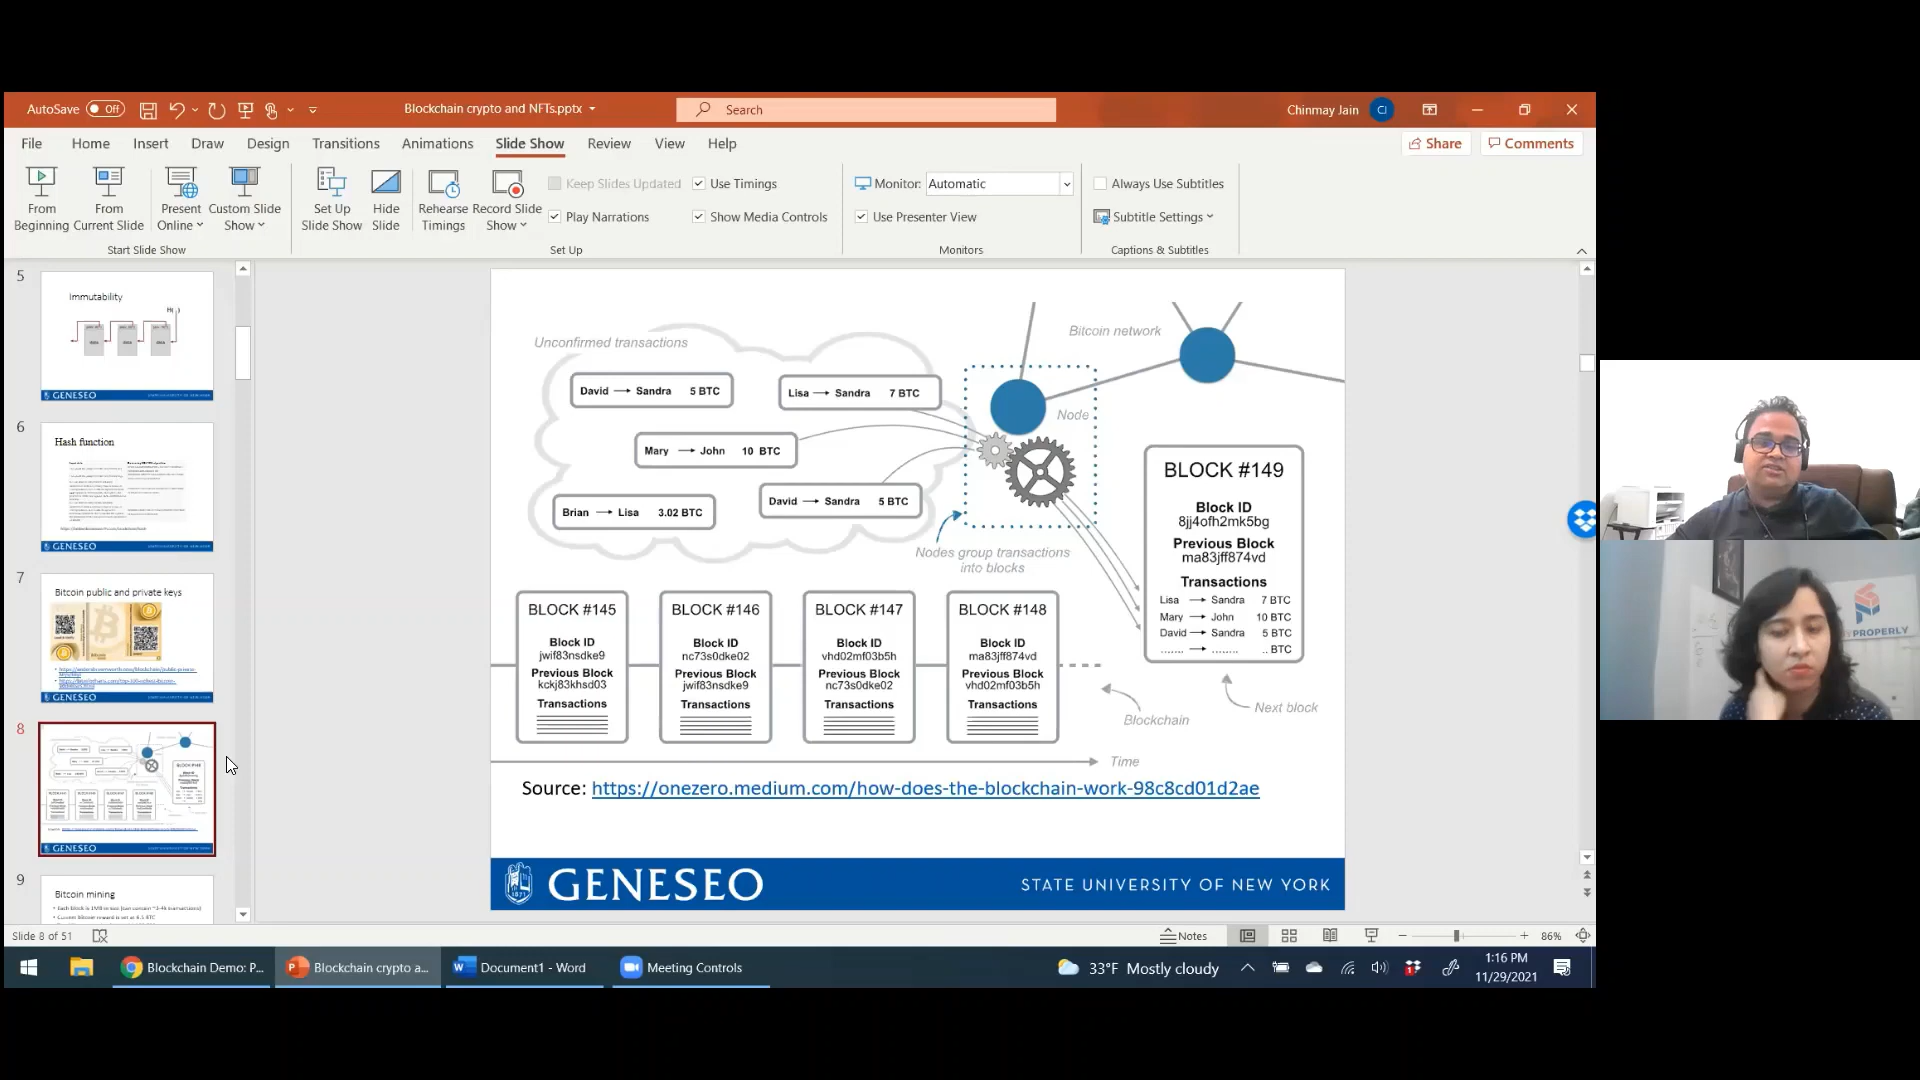 AutoSave Off
Blockchain crypto and NFTs.pptx
Search
Chinmay Jain
CJ
File Home Insert Draw Design Transitions Animations Slide Show Review View Help
Share
Comments
From Beginning
From Current Slide
Present Online
Custom Slide Show
Start Slide Show
Set Up Slide Show
Hide Slide
Rehearse Timings
Record Slide Show
Keep Slides Updated
Play Narrations
Use Timings
Show Media Controls
Set Up
Monitor: Automatic
Use Presenter View
Monitors
Always Use Subtitles
Subtitle Settings
Captions & Subtitles
5
Immutability
GENESEO
6
Hash function
GENESEO
7
Bitcoin public and private keys
GENESEO
8
GENESEO
9
Bitcoin mining
Unconfirmed transactions
David → Sandra 5 BTC
Lisa → Sandra 7 BTC
Mary → John 10 BTC
David → Sandra 5 BTC
Brian → Lisa 3.02 BTC
Bitcoin network
Node
Nodes group transactions
into blocks
BLOCK #149
Block ID
8jj4ofh2mk5bg
Previous Block
ma83jff874vd
Transactions
Lisa → Sandra 7 BTC
Mary → John 10 BTC
David → Sandra 5 BTC
....... → ........ .. BTC
BLOCK #145
Block ID
jwif83nsdke9
Previous Block
kckj83khsd03
Transactions
BLOCK #146
Block ID
nc73s0dke02
Previous Block
jwif83nsdke9
Transactions
BLOCK #147
Block ID
vhd02mf03b5h
Previous Block
nc73s0dke02
Transactions
BLOCK #148
Block ID
ma83jff874vd
Previous Block
vhd02mf03b5h
Transactions
Blockchain
Next block
Time
Source: https://onezero.medium.com/how-does-the-blockchain-work-98c8cd01d2ae
GENESEO
STATE UNIVERSITY OF NEW YORK
PROPERLY
Slide 8 of 51
Notes
86%
Blockchain Demo: P...
Blockchain crypto a...
Document1 - Word
Meeting Controls
33°F Mostly cloudy
1:16 PM
11/29/2021